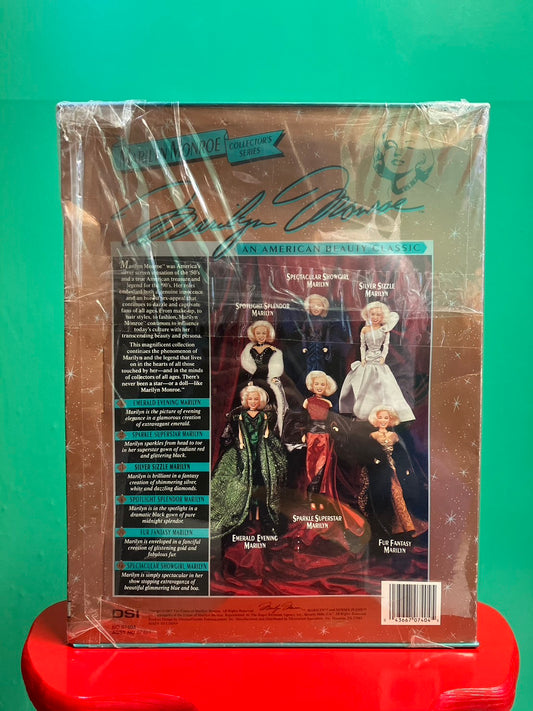 MARILYN MONROE
COLLECTOR'S
SERIES
Marilyn Monroe™
AN AMERICAN BEAUTY CLASSIC
Marilyn Monroe™ was America's
silver screen sensation of the '50's
and a true American treasure and
legend for the '90's. Her roles
embodied both a genuine innocence
and an sex-appeal that
continues to dazzle and captivate
fans of all ages. From make-up, to
hair styles, to fashion, Marilyn
Monroe™ continues to influence
today's culture with her
transcending beauty and persona.
This magnificent collection
continues the phenomenon of
Marilyn and the legend that lives
on in the hearts of all those
touched by her—and in the minds
of collectors of all ages. There's
never been a star—or a doll—like
Marilyn Monroe.™
EMERALD EVENING MARILYN
Marilyn is the picture of evening
elegance in a glamorous creation
of extravagant emerald.
SPARKLE SUPERSTAR MARILYN
Marilyn sparkles from head to toe
in her superstar gown of radiant red
and glittering black.
SILVER SIZZLE MARILYN
Marilyn is brilliant in a fantasy
creation of shimmering silver,
white and dazzling diamonds.
SPOTLIGHT SPLENDOR MARILYN
Marilyn is in the spotlight in a
dramatic black gown of pure
midnight splendor.
FUR FANTASY MARILYN
Marilyn is enveloped in a fanciful
creation of glistening gold and
fabulous fur.
SPECTACULAR SHOWGIRL MARILYN
Marilyn is simply spectacular in her
show stopping extravaganza of
beautiful glimmering blue and boa.
SPECTACULAR SHOWGIRL
MARILYN
SILVER SIZZLE
MARILYN
SPOTLIGHT SPLENDOR
MARILYN
EMERALD EVENING
MARILYN
SPARKLE SUPERSTAR
MARILYN
FUR FANTASY
MARILYN
DSI
Marilyn Monroe
43667 07404